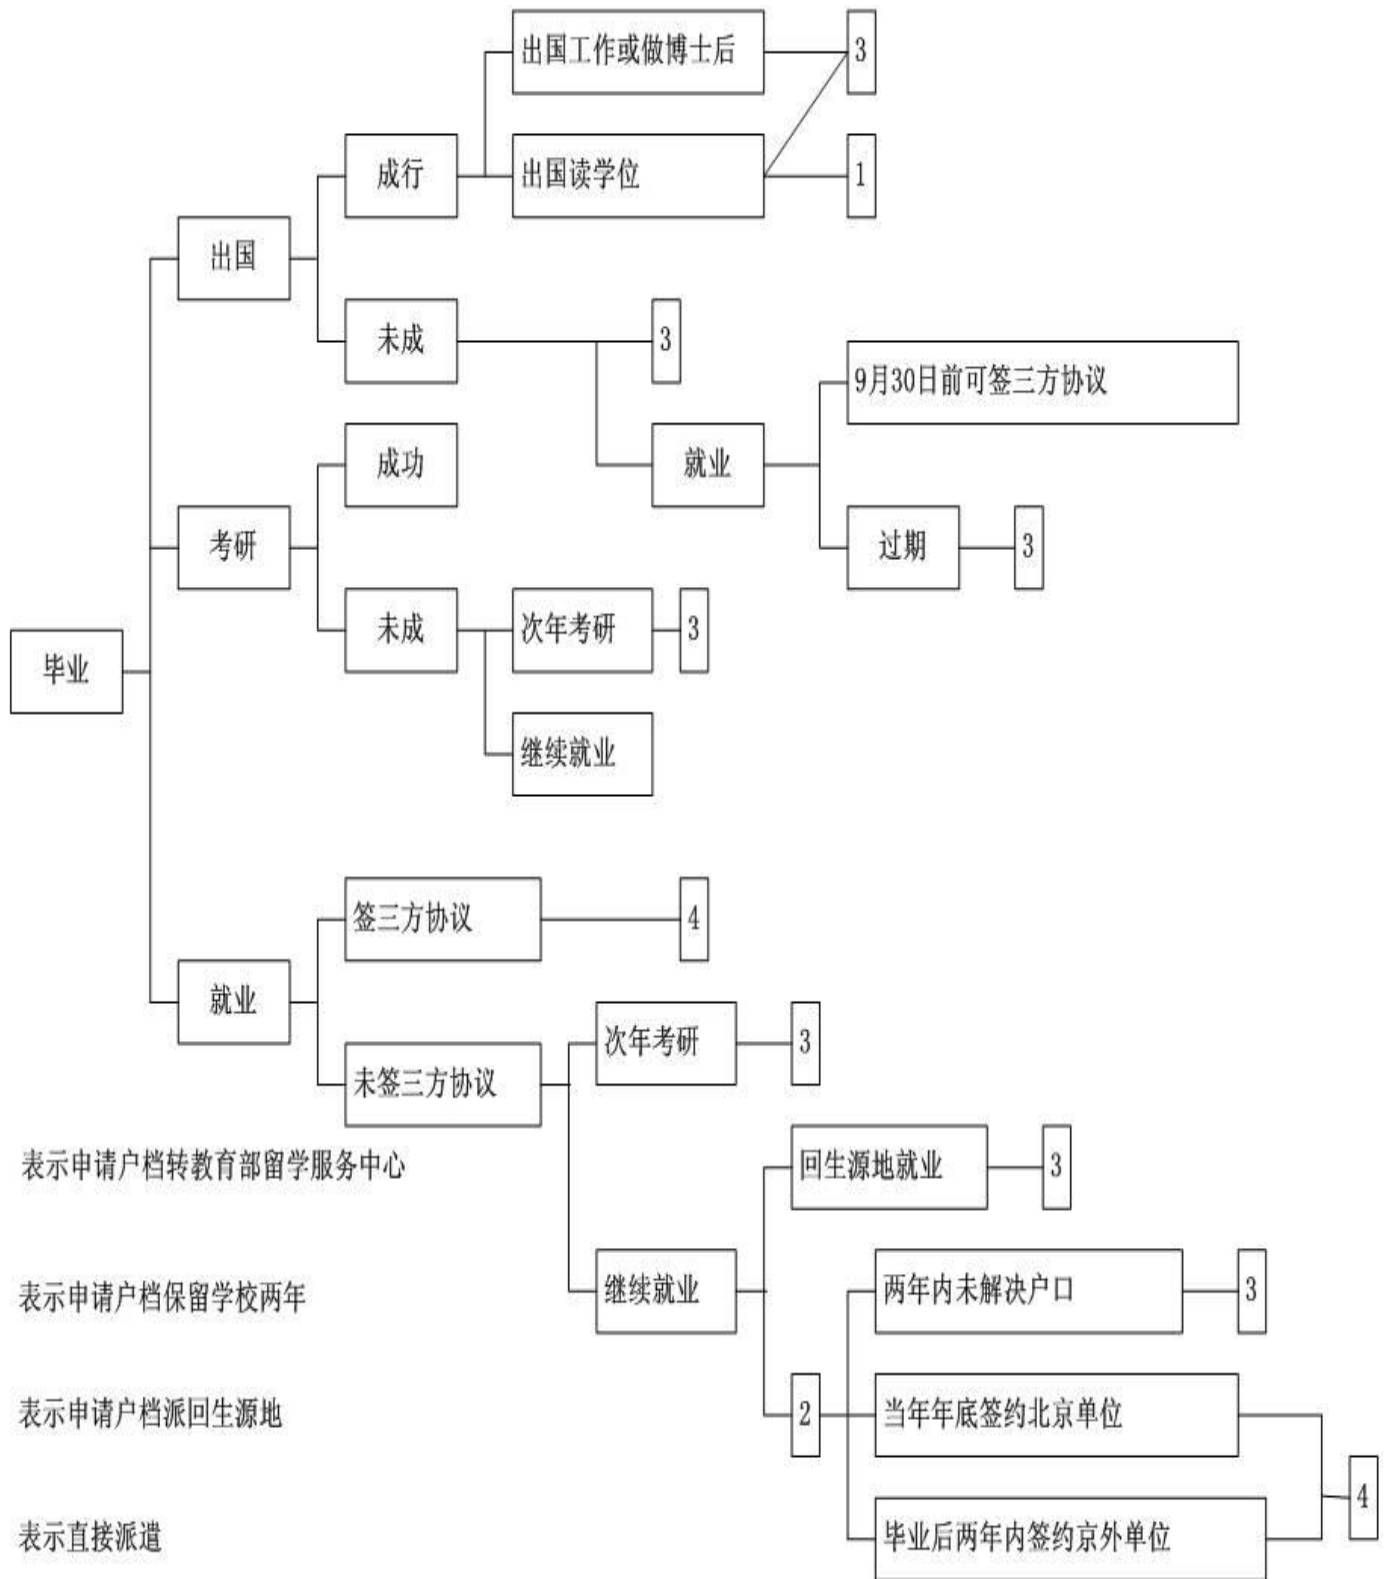 出国工作或做博士后
3
成行
出国读学位
1
出国
未成
3
9月30日前可签三方协议
成功
就业
考研
过期
3
未成
次年考研
3
毕业
继续就业
签三方协议
4
就业
次年考研
3
未签三方协议
表示申请户档转教育部留学服务中心
回生源地就业
3
表示申请户档保留学校两年
继续就业
两年内未解决户口
3
表示申请户档派回生源地
2
当年年底签约北京单位
4
表示直接派遣
毕业后两年内签约京外单位